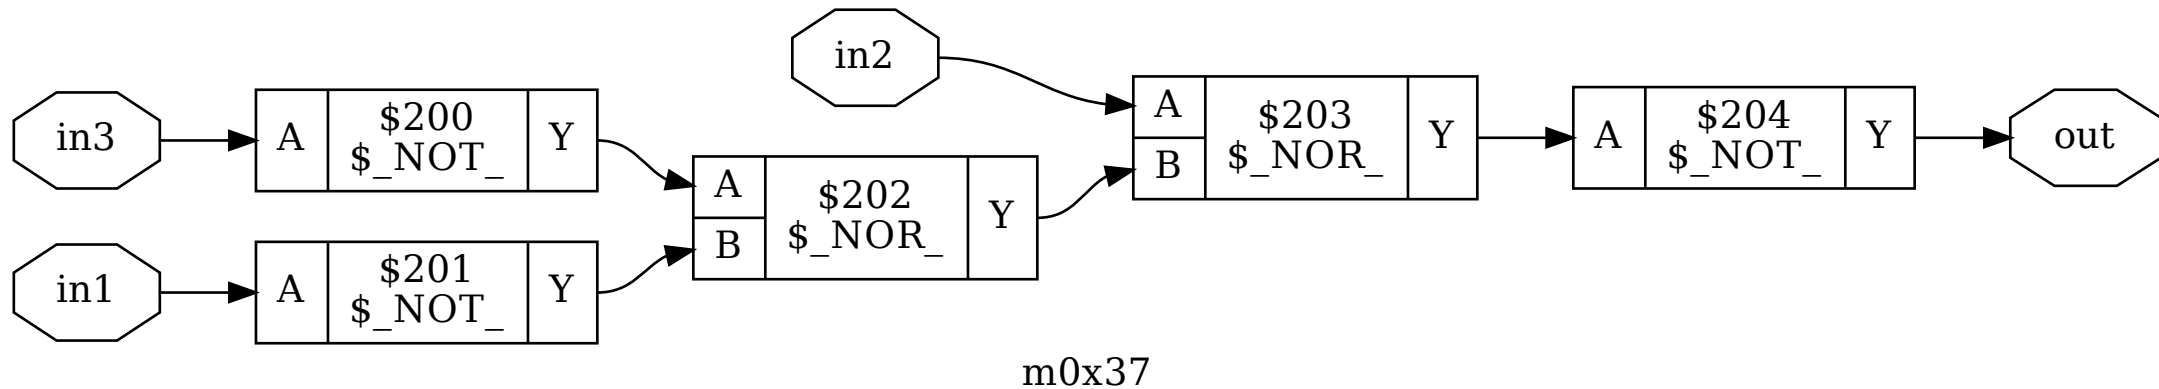 in3
A
$200
$_NOT_
Y
in1
A
$201
$_NOT_
Y
A
B
$202
$_NOR_
Y
in2
A
B
$203
$_NOR_
Y
A
$204
$_NOT_
Y
out
m0x37